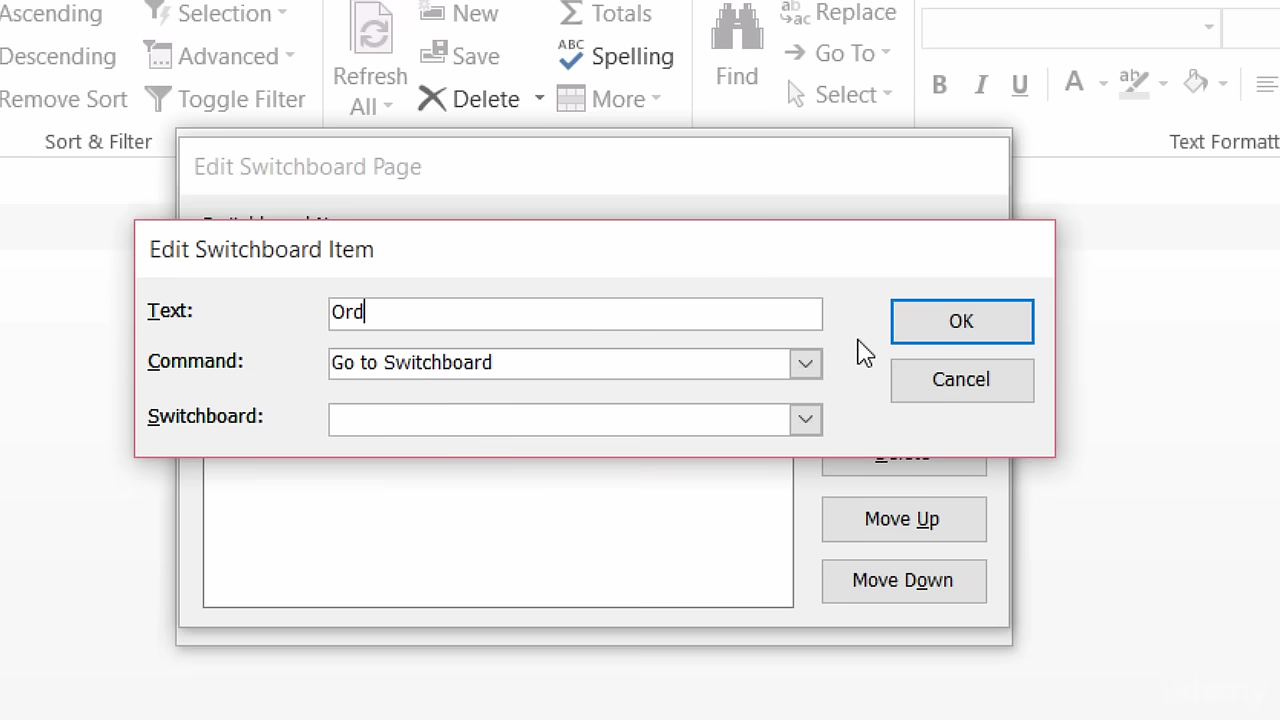 Ascending
Selection
New
Totals
Replace
Descending
Advanced
Refresh
All
Save
ABC
Spelling
Find
Go To
B I U A ab
Remove Sort
Toggle Filter
Delete
More
Select
Sort & Filter
Text Formatt
Edit Switchboard Page
Edit Switchboard Item
Text:
Ord
OK
Command:
Go to Switchboard
Cancel
Switchboard:
Move Up
Move Down